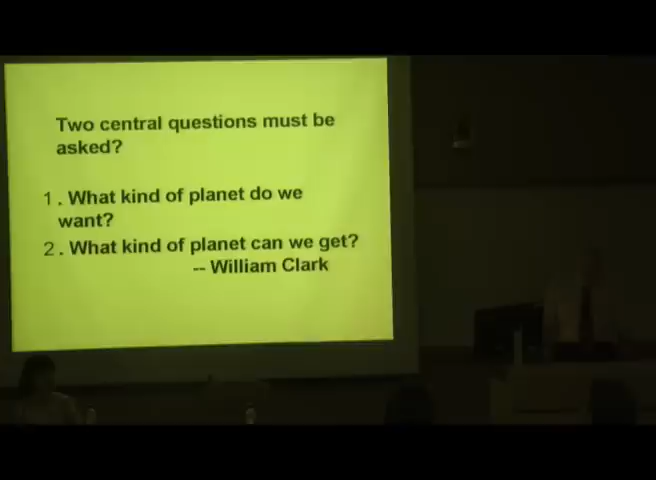 Two central questions must be
asked?
1. What kind of planet do we
want?
2. What kind of planet can we get?
-- William Clark